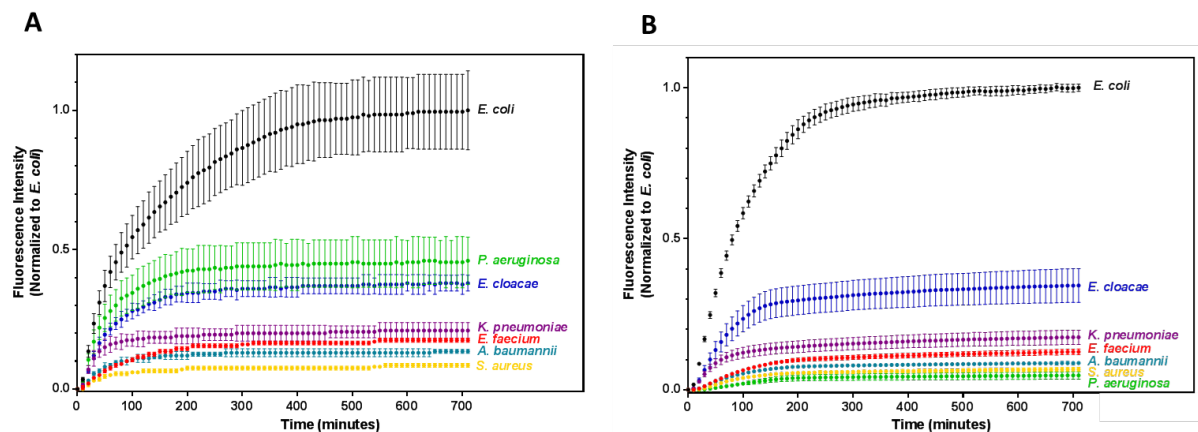 A
Fluorescence Intensity
(Normalized to E. coli)
1.0
0.5
0.0
E. coli
P. aeruginosa
E. cloacae
K. pneumoniae
E. faecium
A. baumannii
S. aureus
0 100 200 300 400 500 600 700
Time (minutes)
B
Fluorescence Intensity
(Normalized to E. coli)
1.0
0.5
0.0
E. coli
E. cloacae
K. pneumoniae
E. faecium
A. baumannii
S. aureus
P. aeruginosa
0 100 200 300 400 500 600 700
Time (minutes)